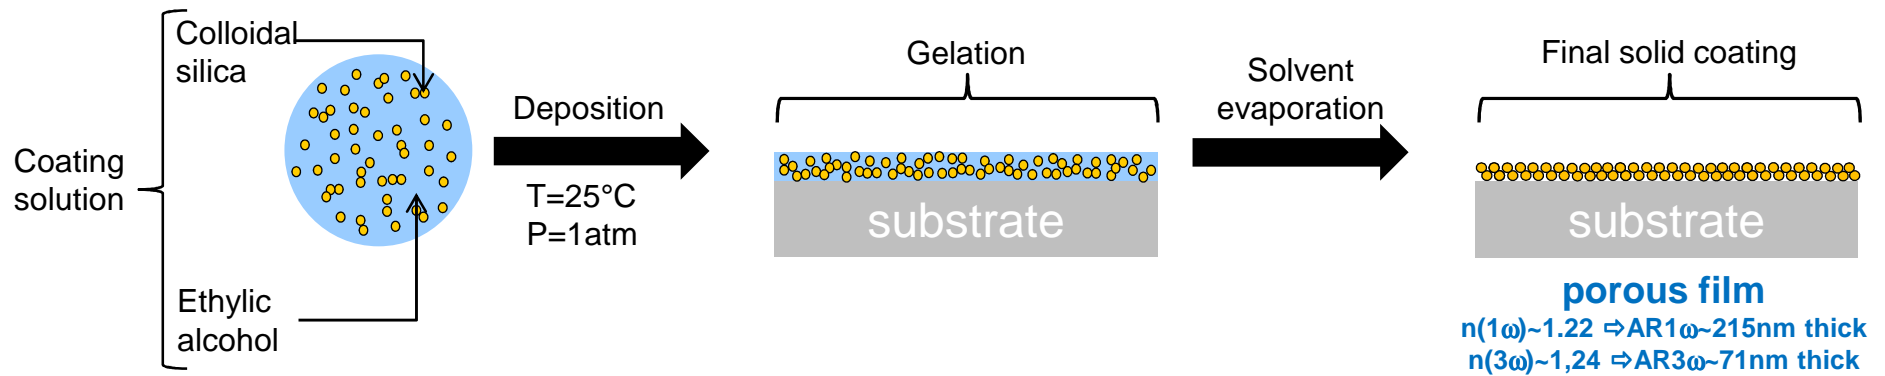 Coating
solution
Colloidal
silica
Ethylic
alcohol
Deposition
T=25°C
P=1atm
Gelation
substrate
Solvent
evaporation
Final solid coating
substrate
porous film
n(1ω)~1.22 ⇨AR1ω~215nm thick
n(3ω)~1,24 ⇨AR3ω~71nm thick